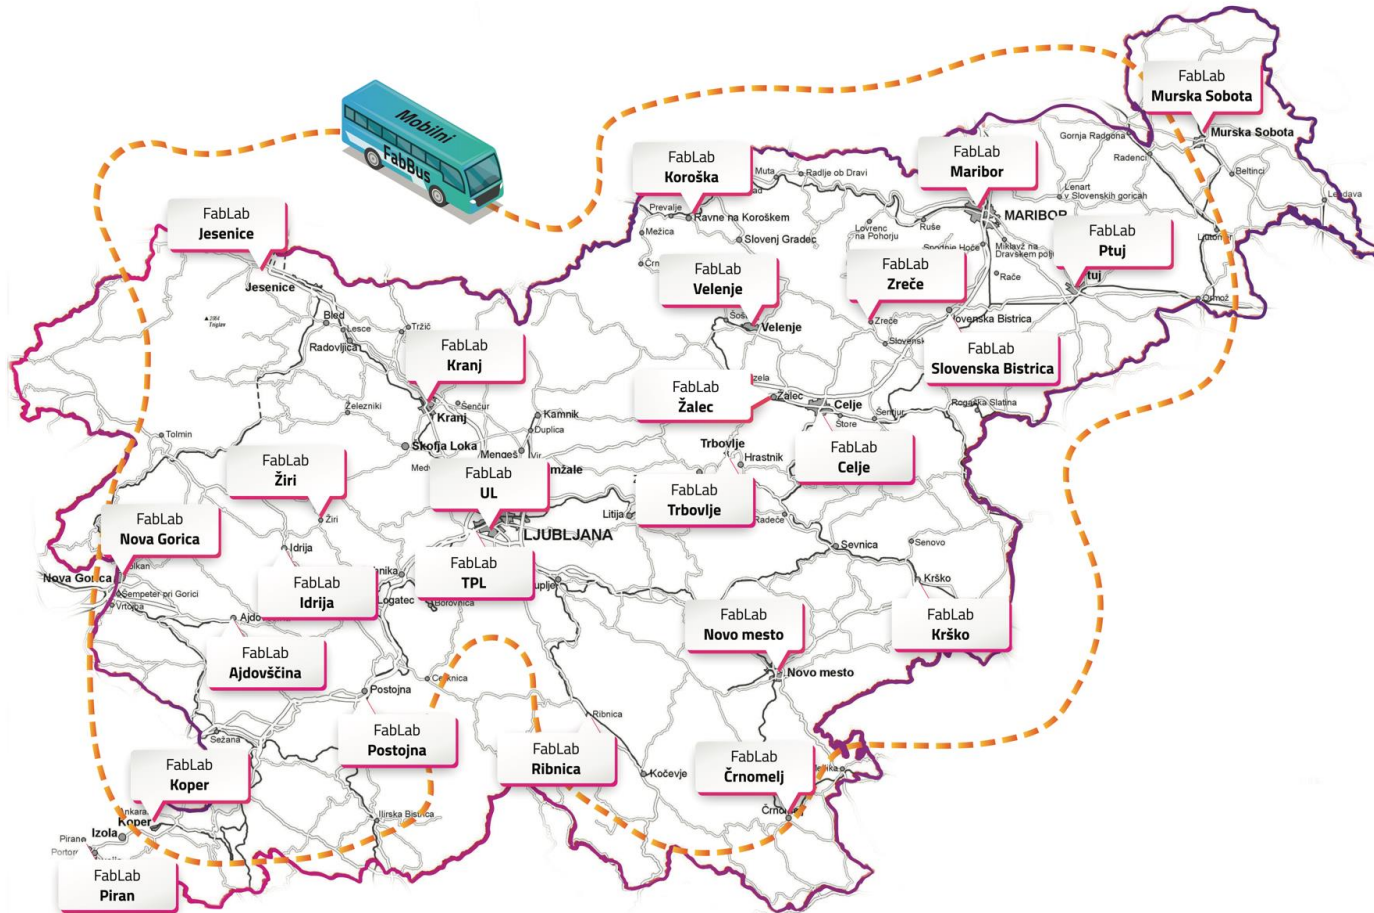 FabLab
Murska Sobota
Mobilni
FabBus
Murska Sobota
Gornja Radgona
Radenci
Beltinci
FabLab
Koroška
FabLab
Maribor
Muta
Radlje ob Dravi
Lenart
v Slovenskih goricah
Prevalje
Ravne na Koroškem
MARIBOR
Mežica
Slovenj Gradec
Lovrenc
na Pohorju
Ruše
Miklavž na
Dravskem polju
FabLab
Jesenice
FabLab
Ptuj
FabLab
Velenje
FabLab
Zreče
Rače
Jesenice
Ormož
Bled
Lesce
Radovljica
Tržič
Velenje
Zreče
Slovenska Bistrica
FabLab
Kranj
FabLab
Slovenska Bistrica
FabLab
Žalec
Žalec
Celje
Šentjur
Rogaška Slatina
Železniki
Šenčur
Kranj
Kamnik
Duplica
Store
Tolmin
Škofja Loka
Mengeš
Trbovlje
Hrastnik
FabLab
Celje
FabLab
Žiri
FabLab
UL
FabLab
Trbovlje
Žiri
Litija
Radeče
FabLab
Nova Gorica
LJUBLJANA
Idrija
Sevnica
Senovo
Nova Gorica
FabLab
Idrija
FabLab
TPL
Krško
Šempeter pri Gorici
Vrtojba
Logatec
Borovnica
FabLab
Novo mesto
FabLab
Krško
FabLab
Ajdovščina
Postojna
Novo mesto
Ribnica
Sežana
FabLab
Postojna
FabLab
Ribnica
FabLab
Koper
FabLab
Črnomelj
Kočevje
Koper
Izola
Ilirska Bistrica
FabLab
Piran